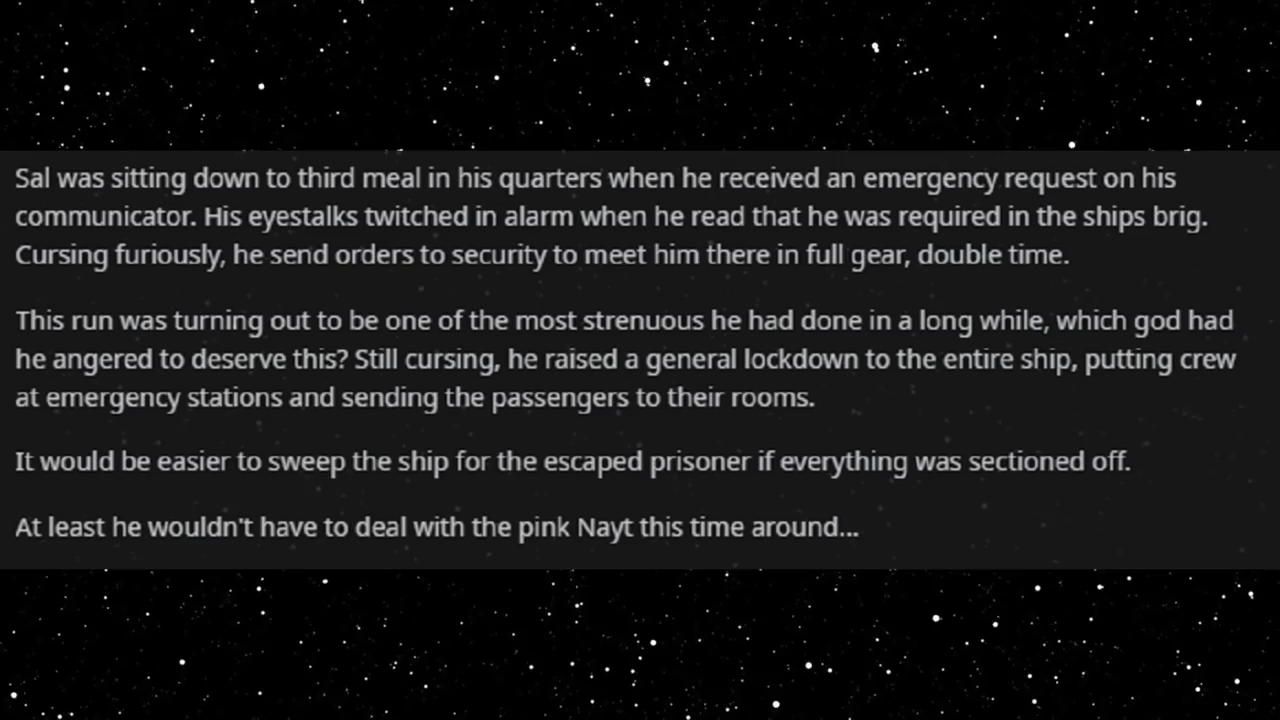 Sal was sitting down to third meal in his quarters when he received an emergency request on his
communicator. His eyestalks twitched in alarm when he read that he was required in the ships brig.
Cursing furiously, he send orders to security to meet him there in full gear, double time.
This run was turning out to be one of the most strenuous he had done in a long while, which god had
he angered to deserve this? Still cursing, he raised a general lockdown to the entire ship, putting crew
at emergency stations and sending the passengers to their rooms.
It would be easier to sweep the ship for the escaped prisoner if everything was sectioned off.
At least he wouldn't have to deal with the pink Nayt this time around...